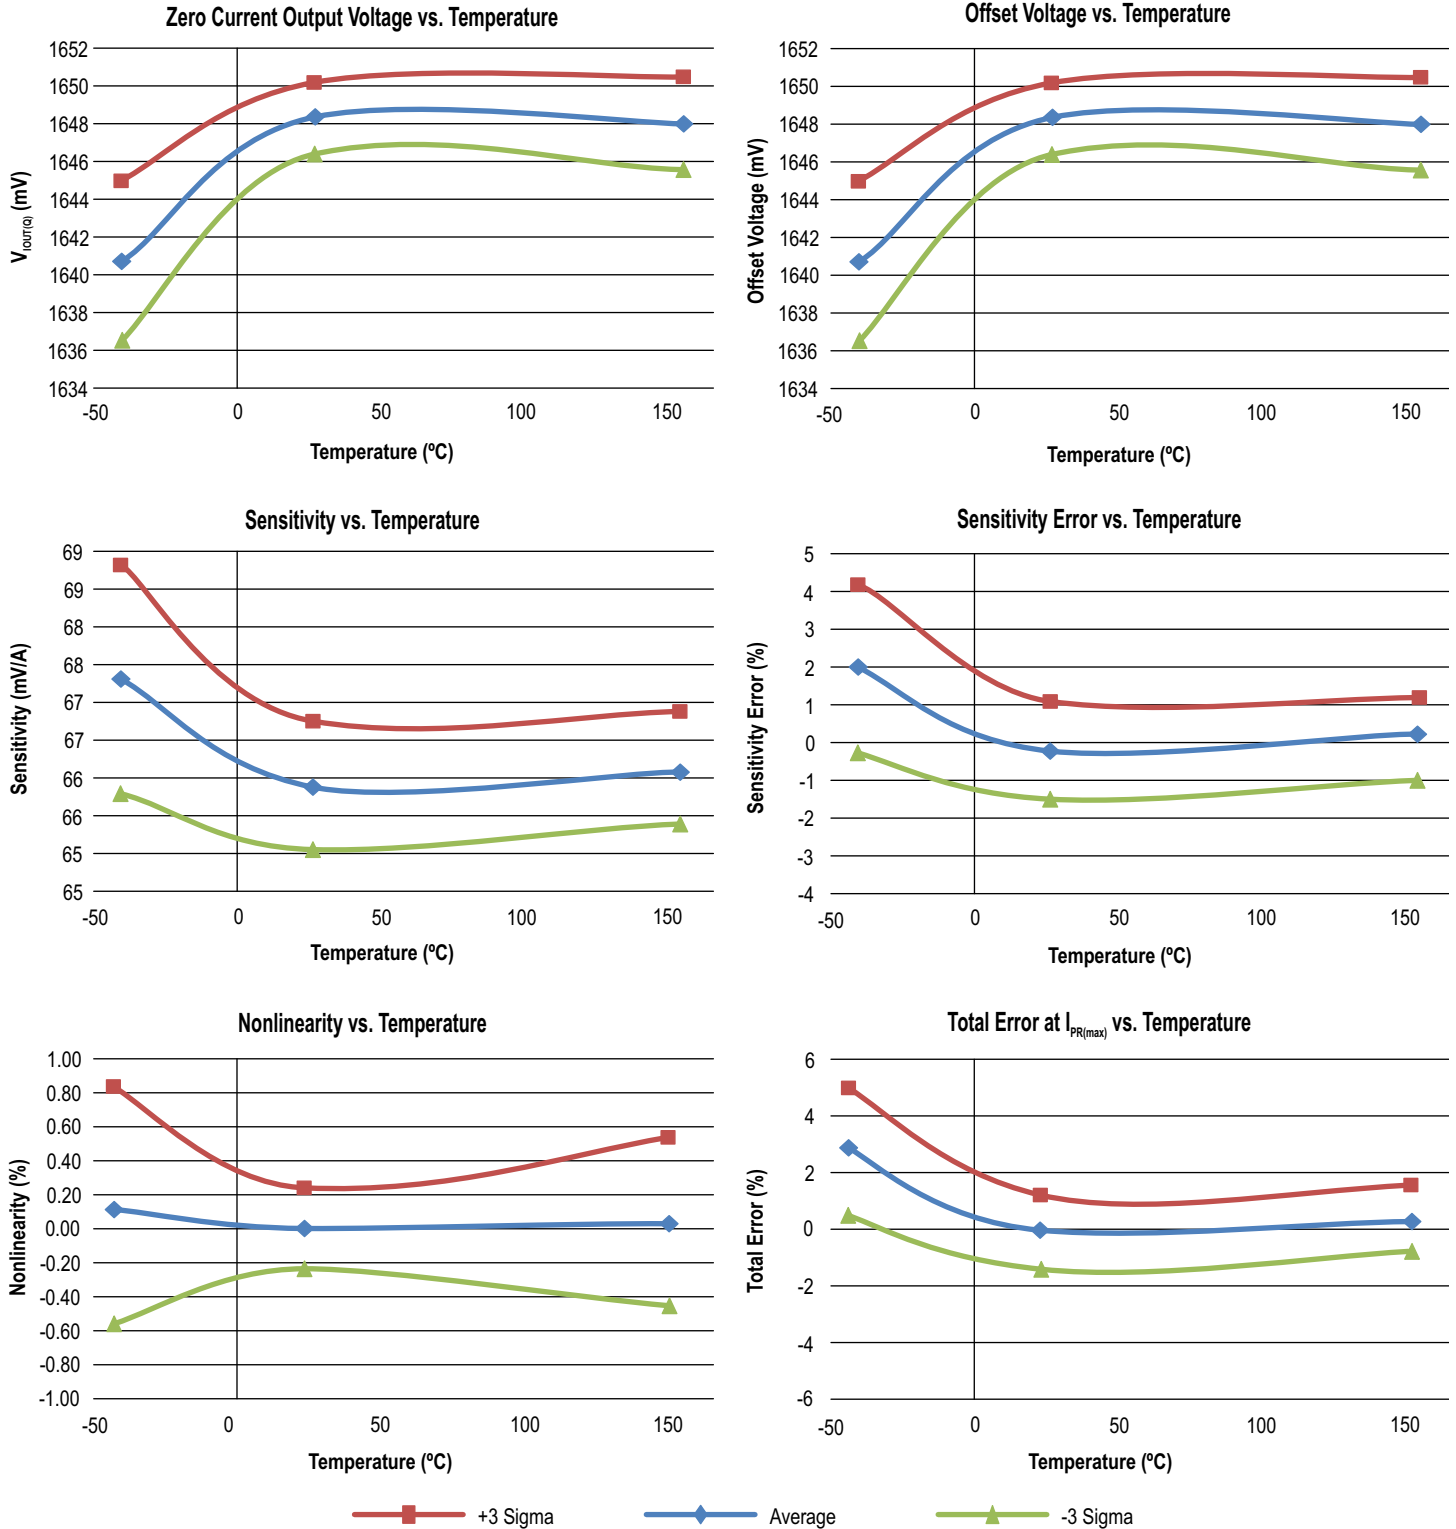 Zero Current Output Voltage vs. Temperature
1652
1650
1648
1646
1644
1642
1640
1638
1636
1634
V_IOUT(Q) (mV)
-50 0 50 100 150
Temperature (ºC)
Offset Voltage vs. Temperature
1652
1650
1648
1646
1644
1642
1640
1638
1636
1634
Offset Voltage (mV)
-50 0 50 100 150
Temperature (ºC)
Sensitivity vs. Temperature
69
69
68
68
67
67
66
66
65
65
Sensitivity (mV/A)
-50 0 50 100 150
Temperature (ºC)
Sensitivity Error vs. Temperature
5
4
3
2
1
0
-1
-2
-3
-4
Sensitivity Error (%)
-50 0 50 100 150
Temperature (ºC)
Nonlinearity vs. Temperature
1.00
0.80
0.60
0.40
0.20
0.00
-0.20
-0.40
-0.60
-0.80
-1.00
Nonlinearity (%)
-50 0 50 100 150
Temperature (ºC)
Total Error at I_PR(max) vs. Temperature
6
4
2
0
-2
-4
-6
Total Error (%)
-50 0 50 100 150
Temperature (ºC)
+3 Sigma Average -3 Sigma